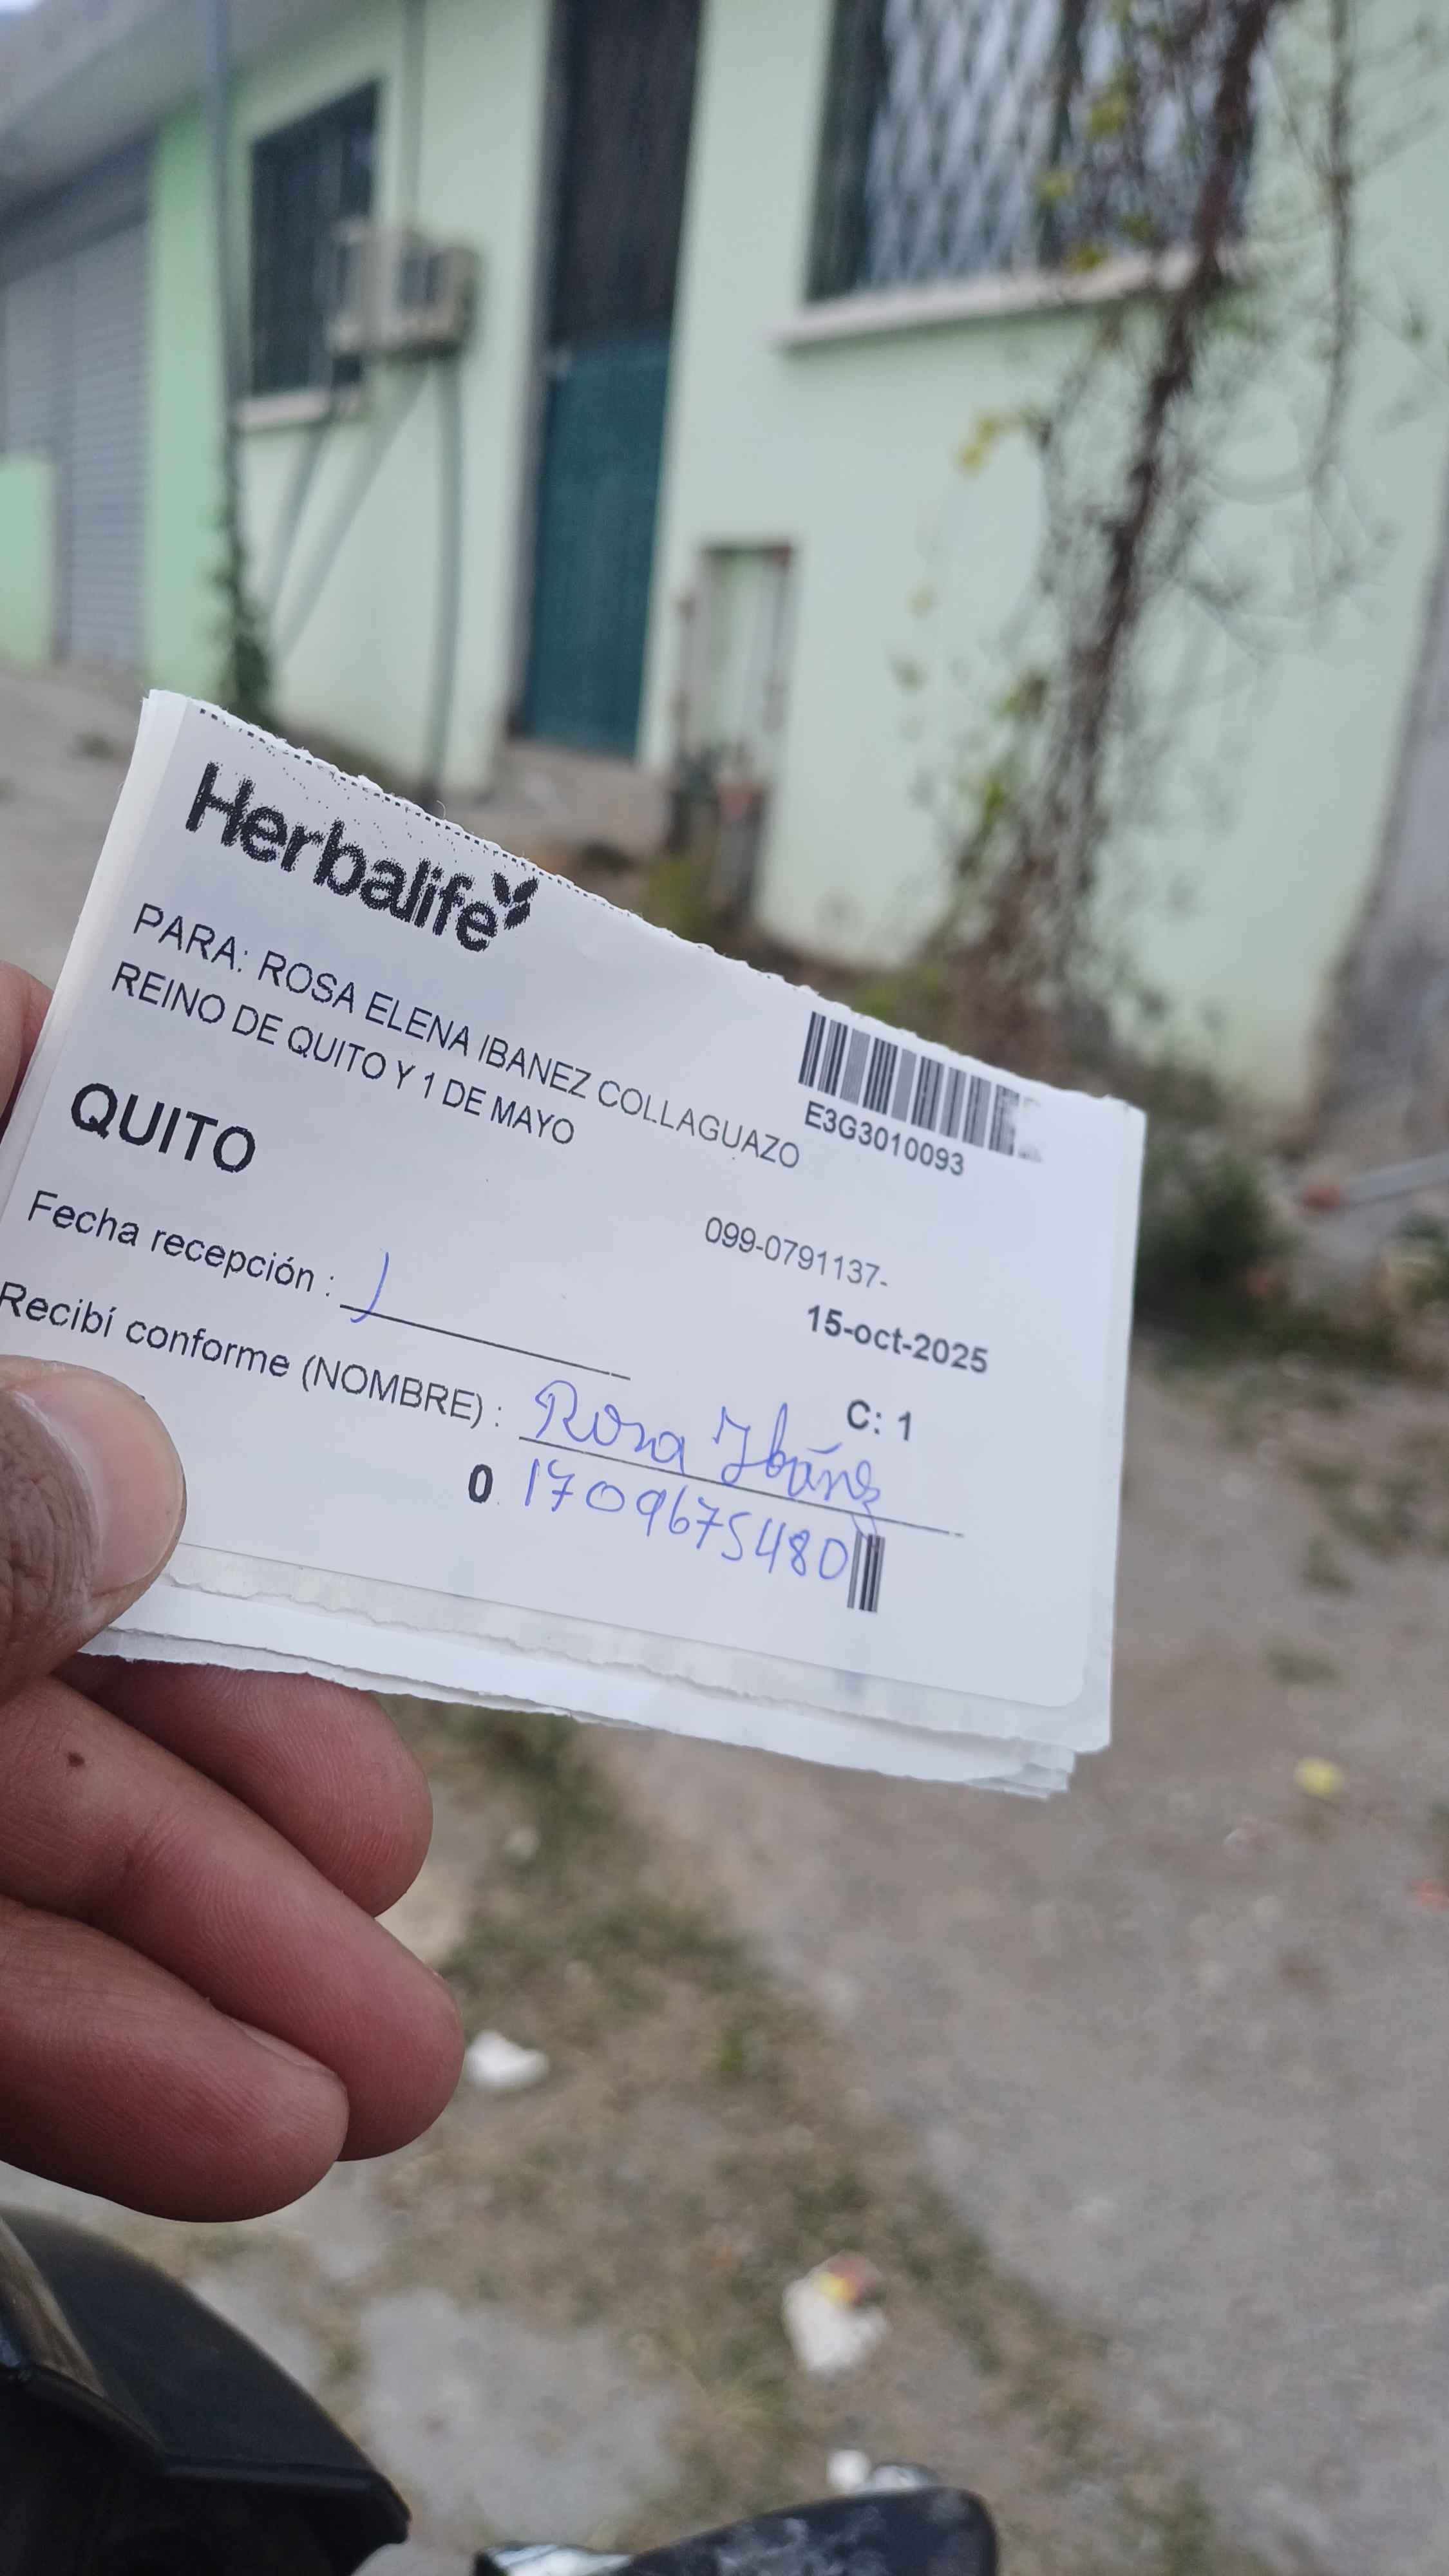 Herbalife
PARA: ROSA ELENA IBANEZ COLLAGUAZO
REINO DE QUITO Y 1 DE MAYO
E3G3010093
QUITO
099-0791137-
Fecha recepción :
15-oct-2025
C: 1
Recibí conforme (NOMBRE) : Rosa Ibáñez
0 1709675480